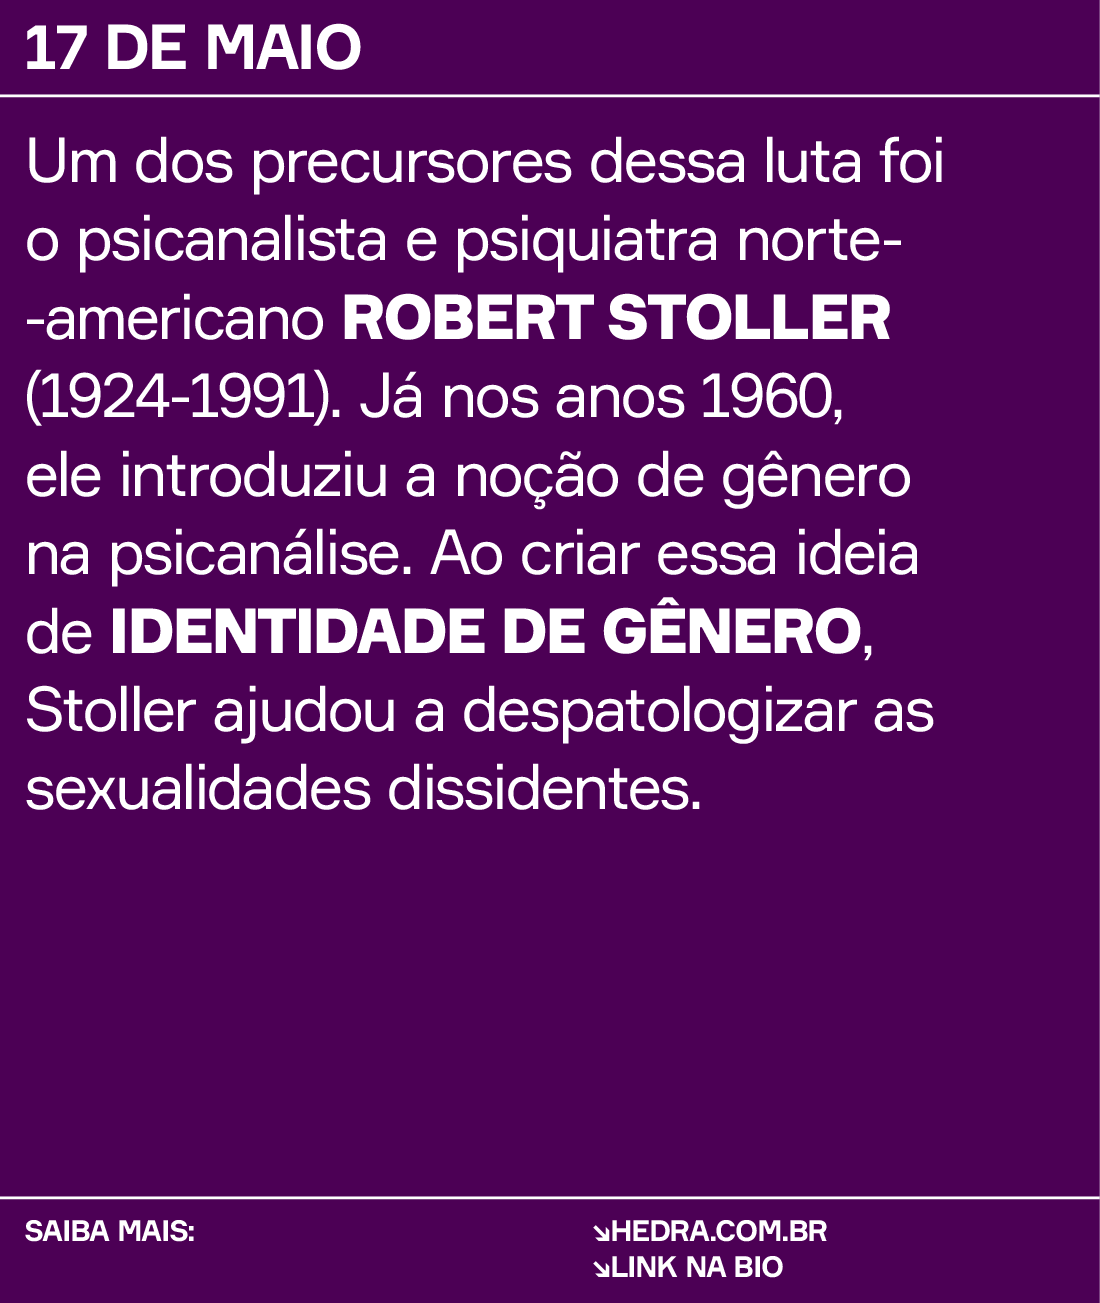 17 DE MAIO
Um dos precursores dessa luta foi
o psicanalista e psiquiatra norte-
-americano ROBERT STOLLER
(1924-1991). Já nos anos 1960,
ele introduziu a noção de gênero
na psicanálise. Ao criar essa ideia
de IDENTIDADE DE GÊNERO,
Stoller ajudou a despatologizar as
sexualidades dissidentes.
SAIBA MAIS:
↘HEDRA.COM.BR
↘LINK NA BIO